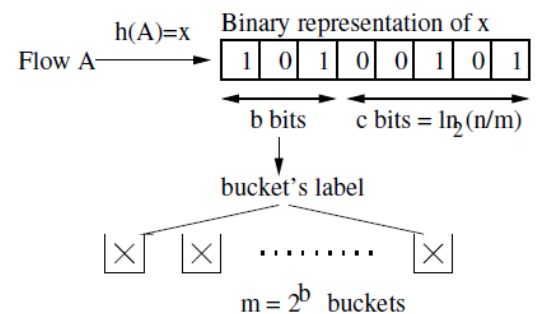 h(A)=x
Binary representation of x
Flow A
1 0 1 0 0 1 0 1
b bits
c bits = ln₂(n/m)
bucket's label
m = 2ᵇ buckets